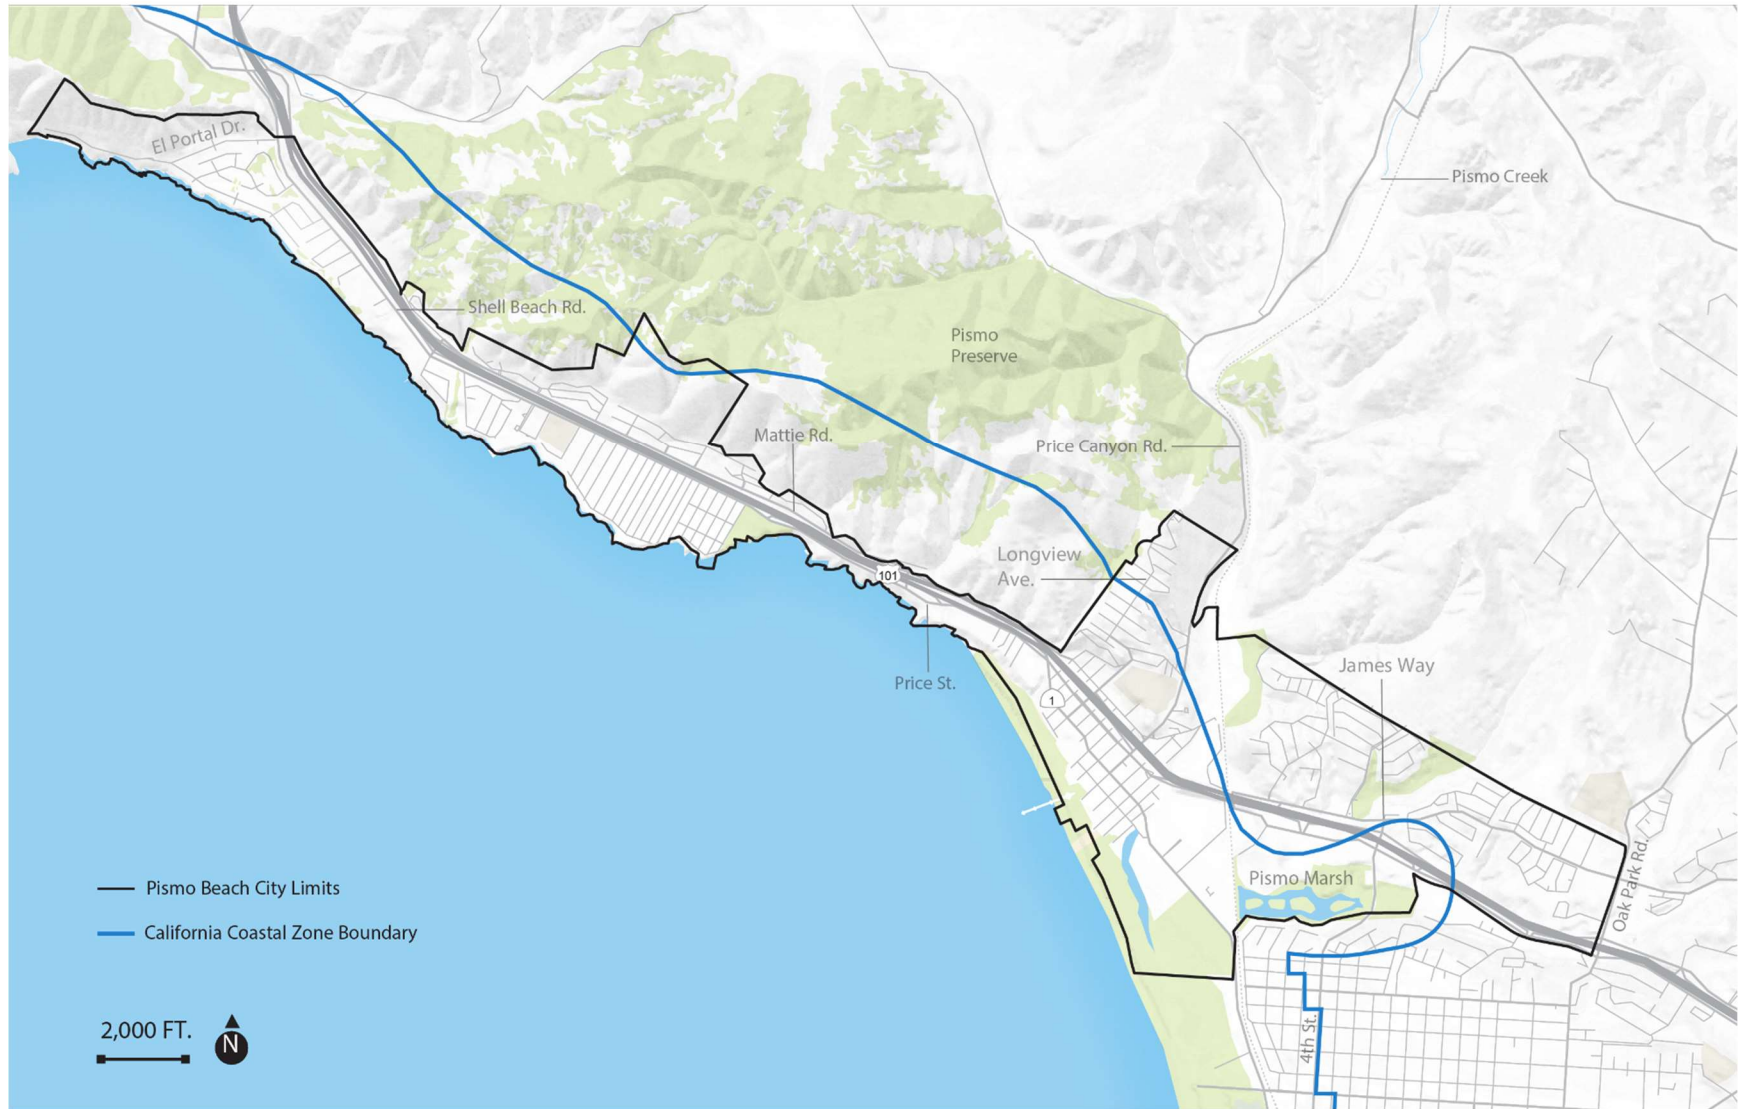 El Portal Dr.
Pismo Creek
Shell Beach Rd.
Pismo
Preserve
Mattie Rd.
Price Canyon Rd.
Longview
Ave.
101
James Way
Price St.
1
Pismo Marsh
Oak Park Rd.
Pismo Beach City Limits
California Coastal Zone Boundary
2,000 FT.
N
4th St.